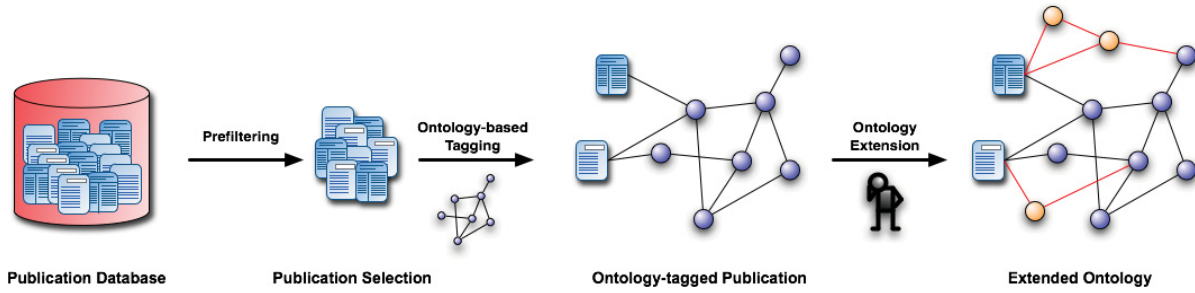 Prefiltering
Ontology-based
Tagging
Ontology
Extension
Publication Database
Publication Selection
Ontology-tagged Publication
Extended Ontology